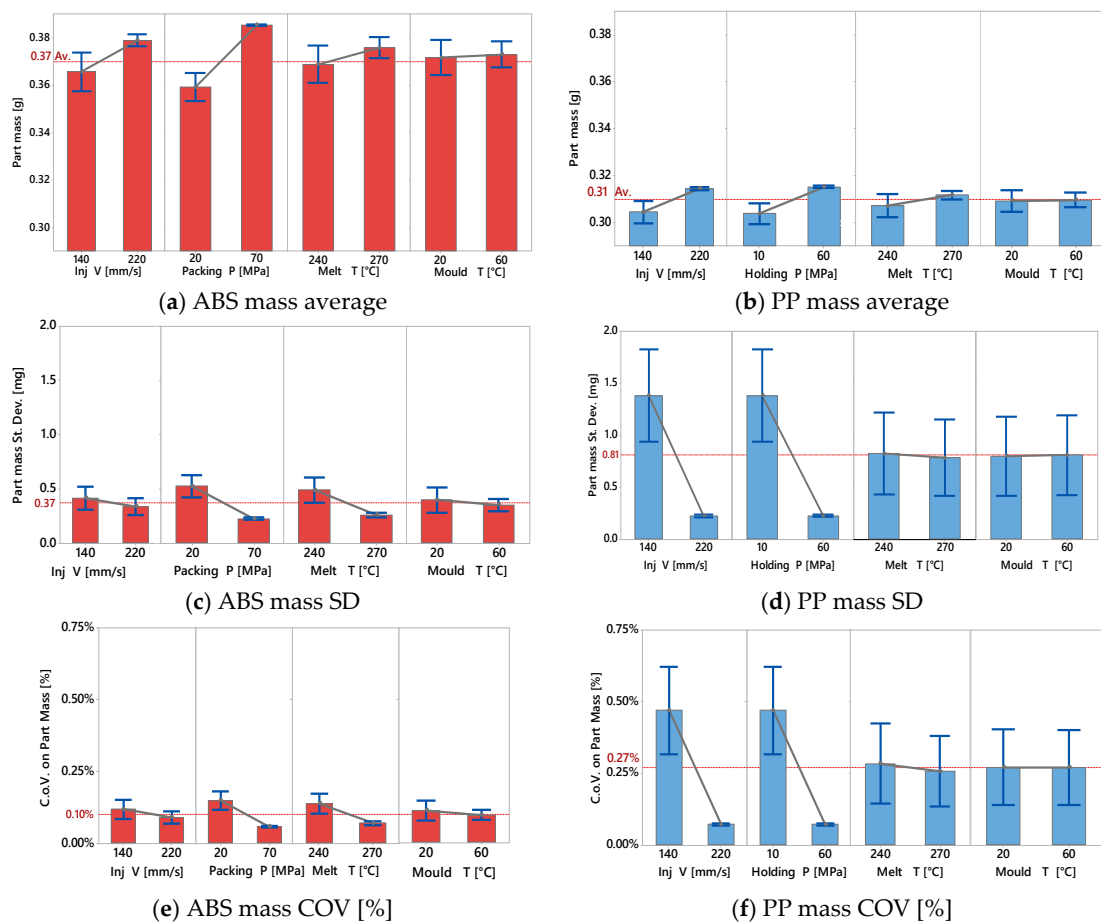 0.38
0.37 Av.
0.36
0.34
0.32
0.30
Part mass [g]
140 220 20 70 240 270 20 60
Inj V [mm/s] Packing P [MPa] Melt T [°C] Mould T [°C]
(a) ABS mass average
0.38
0.36
0.34
0.32
0.31 Av.
0.30
Part mass [g]
140 220 10 60 240 270 20 60
Inj V [mm/s] Holding P [MPa] Melt T [°C] Mould T [°C]
(b) PP mass average
2.0
1.5
1.0
0.5
0.37
0.0
Part mass St. Dev. [mg]
140 220 20 70 240 270 20 60
Inj V [mm/s] Packing P [MPa] Melt T [°C] Mould T [°C]
(c) ABS mass SD
2.0
1.5
1.0
0.81
0.5
0.0
Part mass St. Dev. [mg]
140 220 10 60 240 270 20 60
Inj V [mm/s] Holding P [MPa] Melt T [°C] Mould T [°C]
(d) PP mass SD
0.75%
0.50%
0.25%
0.10%
0.00%
C.o.V. on Part Mass [%]
140 220 20 70 240 270 20 60
Inj V [mm/s] Packing P [MPa] Melt T [°C] Mould T [°C]
(e) ABS mass COV [%]
0.75%
0.50%
0.27%
0.25%
0.00%
C.o.V. on Part Mass [%]
140 220 10 60 240 270 20 60
Inj V [mm/s] Holding P [MPa] Melt T [°C] Mould T [°C]
(f) PP mass COV [%]